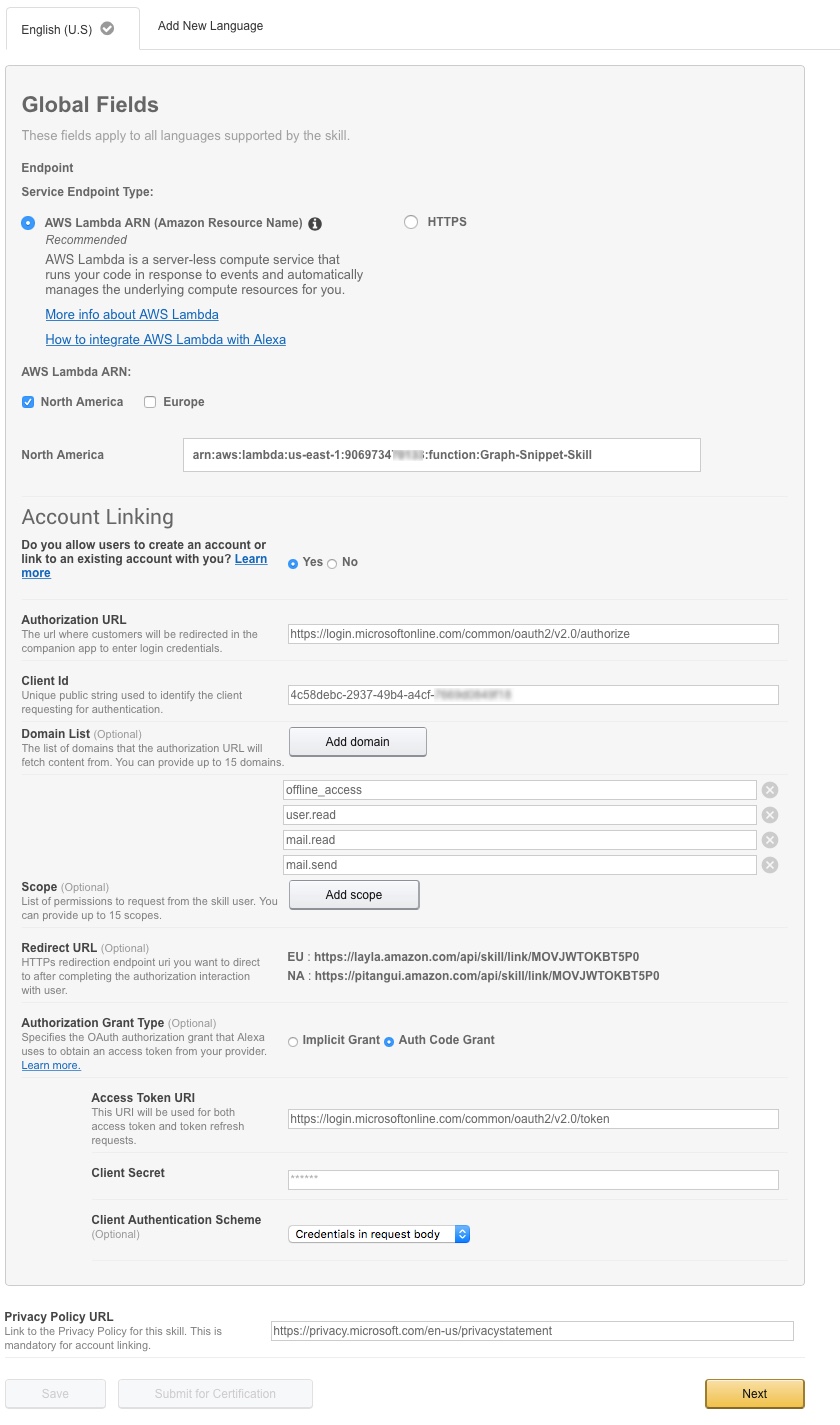 English (U.S)
Add New Language
Global Fields
These fields apply to all languages supported by the skill.
Endpoint
Service Endpoint Type:
AWS Lambda ARN (Amazon Resource Name)
HTTPS
Recommended
AWS Lambda is a server-less compute service that
runs your code in response to events and automatically
manages the underlying compute resources for you.
More info about AWS Lambda
How to integrate AWS Lambda with Alexa
AWS Lambda ARN:
North America
Europe
North America
arn:aws:lambda:us-east-1:9069734 :function:Graph-Snippet-Skill
Account Linking
Do you allow users to create an account or
link to an existing account with you? Learn
more
Yes
No
Authorization URL
The url where customers will be redirected in the
companion app to enter login credentials.
https://login.microsoftonline.com/common/oauth2/v2.0/authorize
Client Id
Unique public string used to identify the client
requesting for authentication.
4c58debc-2937-49b4-a4cf-
Domain List (Optional)
The list of domains that the authorization URL will
fetch content from. You can provide up to 15 domains.
Add domain
offline_access
user.read
mail.read
mail.send
Scope (Optional)
List of permissions to request from the skill user. You
can provide up to 15 scopes.
Add scope
Redirect URL (Optional)
HTTPs redirection endpoint uri you want to direct
to after completing the authorization interaction
with user.
EU : https://layla.amazon.com/api/skill/link/MOVJWTOKBT5P0
NA : https://pitangui.amazon.com/api/skill/link/MOVJWTOKBT5P0
Authorization Grant Type (Optional)
Specifies the OAuth authorization grant that Alexa
uses to obtain an access token from your provider.
Learn more.
Implicit Grant
Auth Code Grant
Access Token URI
This URI will be used for both
access token and token refresh
requests.
https://login.microsoftonline.com/common/oauth2/v2.0/token
Client Secret
******
Client Authentication Scheme
(Optional)
Credentials in request body
Privacy Policy URL
Link to the Privacy Policy for this skill. This is
mandatory for account linking.
https://privacy.microsoft.com/en-us/privacystatement
Save
Submit for Certification
Next